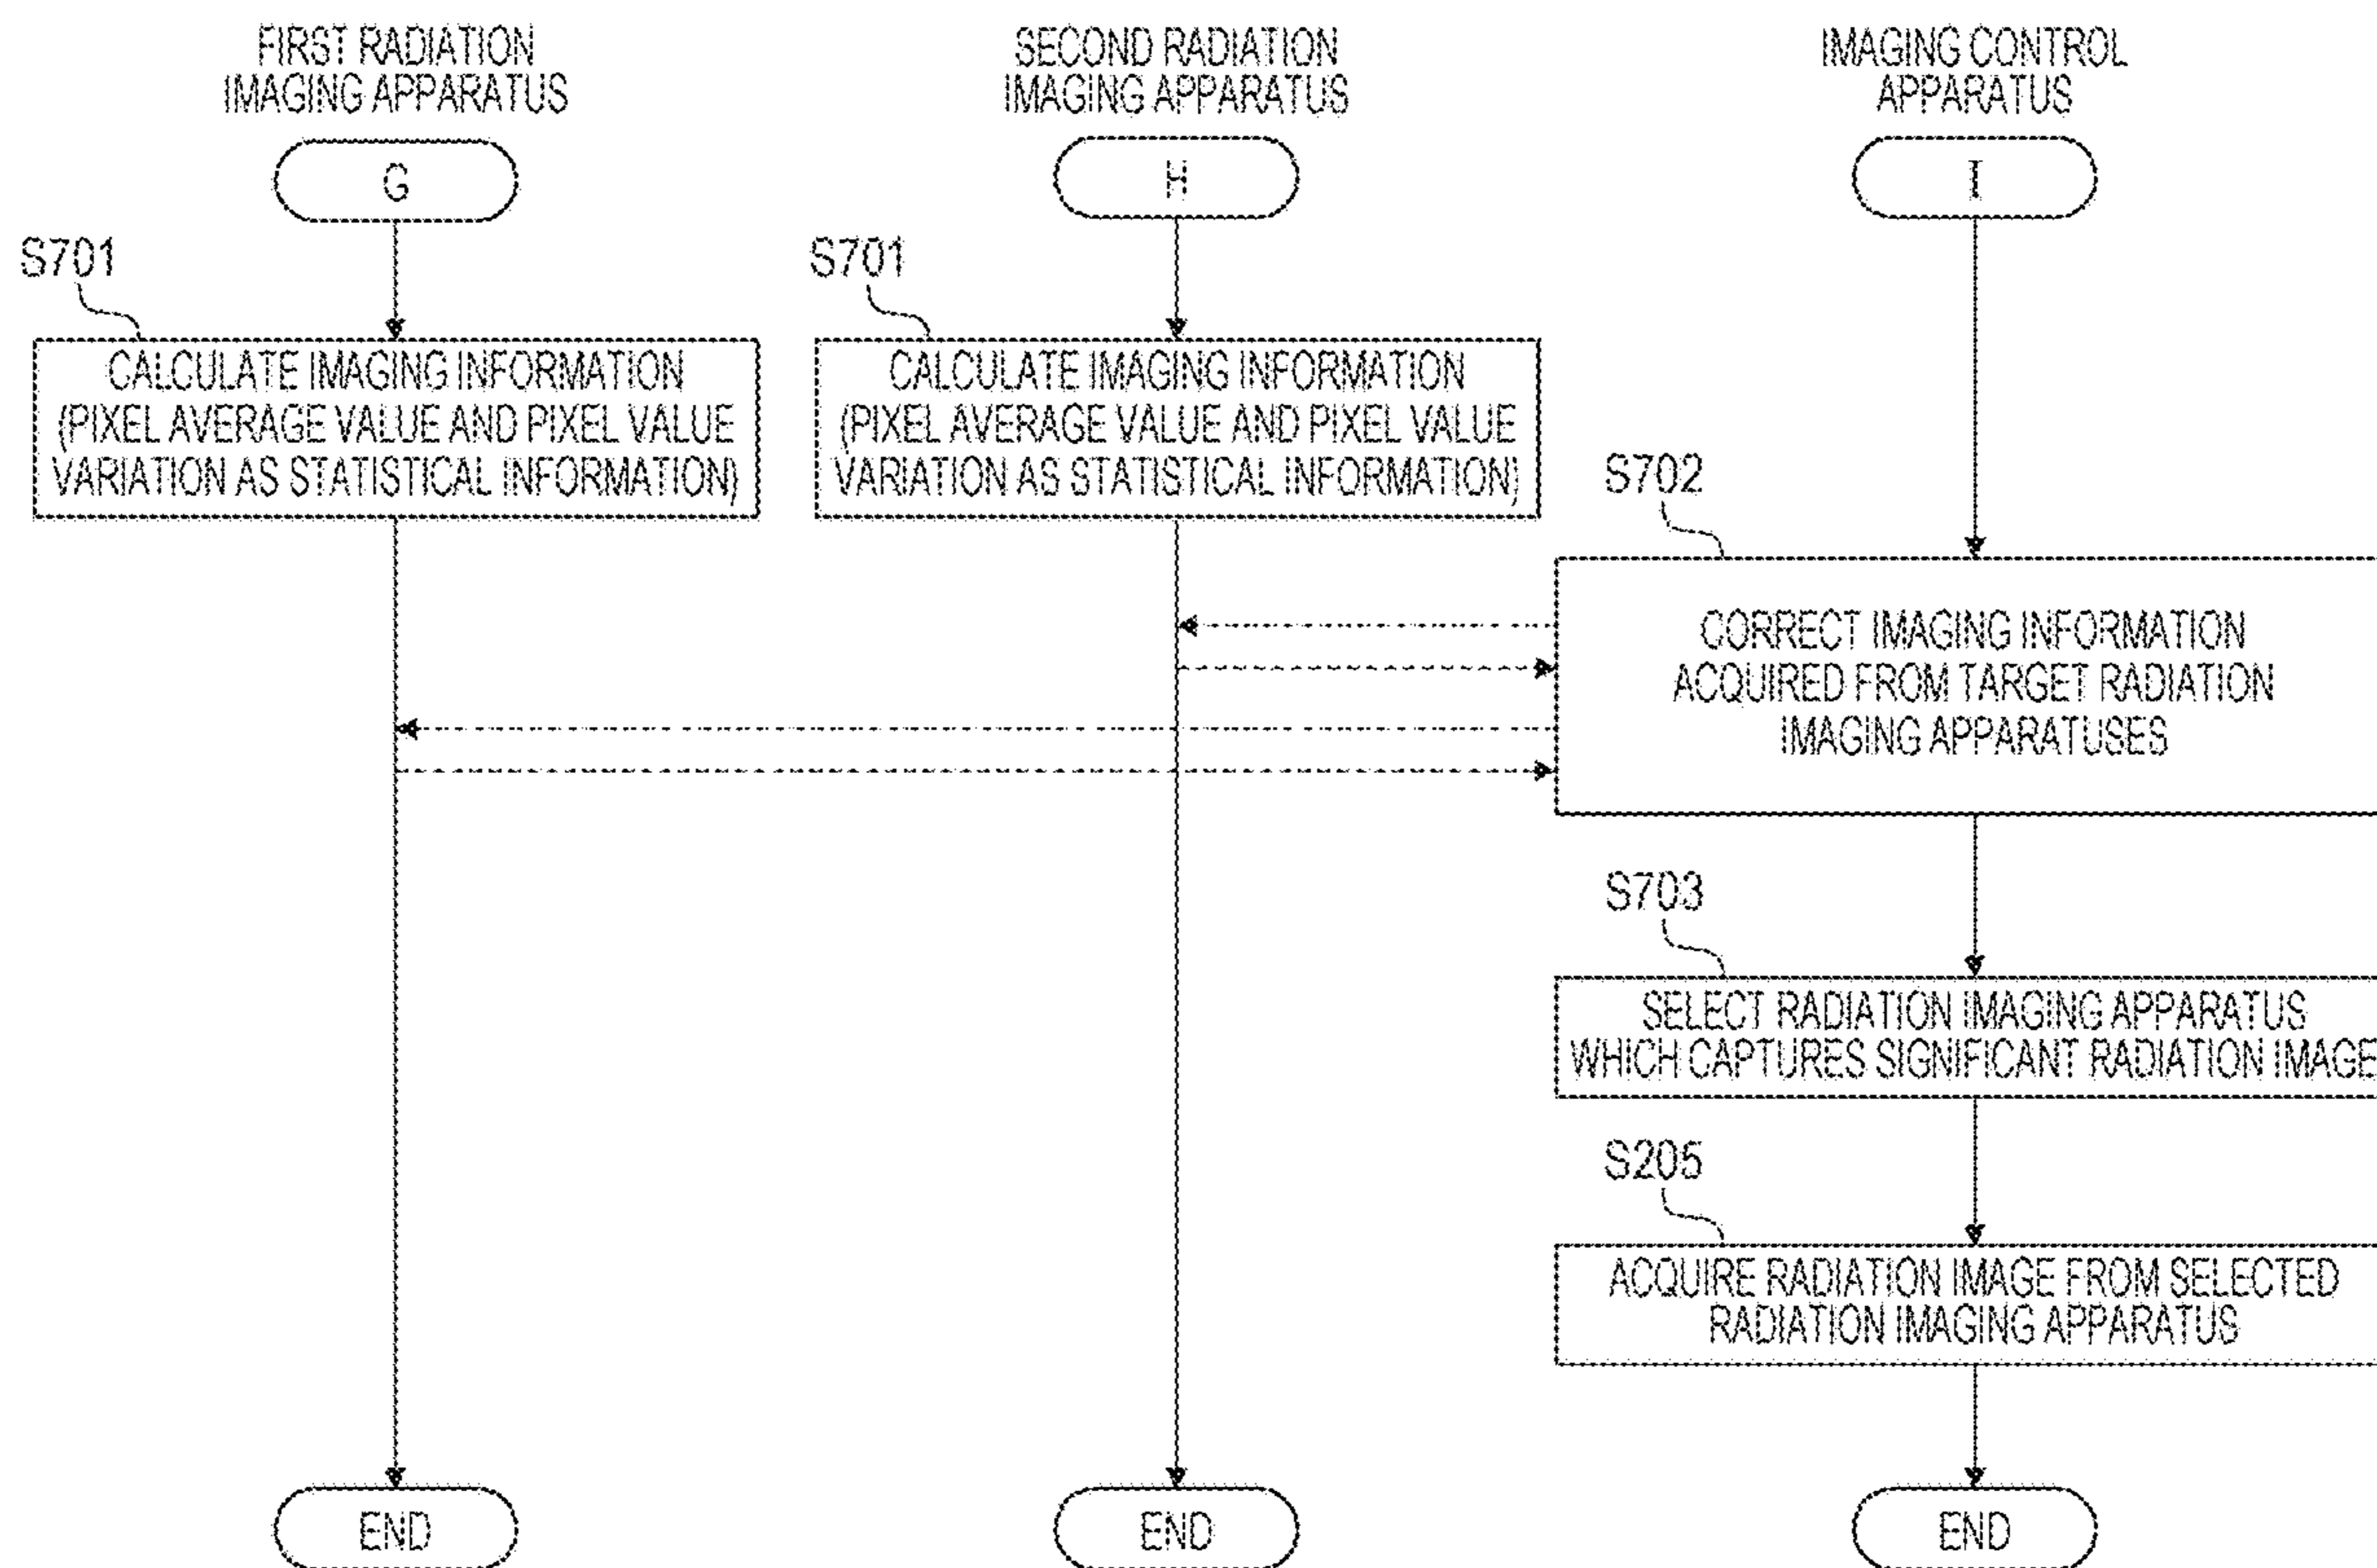 FIRST RADIATION
IMAGING APPARATUS
SECOND RADIATION
IMAGING APPARATUS
IMAGING CONTROL
APPARATUS
G
H
I
S701
S701
CALCULATE IMAGING INFORMATION
(PIXEL AVERAGE VALUE AND PIXEL VALUE
VARIATION AS STATISTICAL INFORMATION)
CALCULATE IMAGING INFORMATION
(PIXEL AVERAGE VALUE AND PIXEL VALUE
VARIATION AS STATISTICAL INFORMATION)
S702
CORRECT IMAGING INFORMATION
ACQUIRED FROM TARGET RADIATION
IMAGING APPARATUSES
S703
SELECT RADIATION IMAGING APPARATUS
WHICH CAPTURES SIGNIFICANT RADIATION IMAGE
S205
ACQUIRE RADIATION IMAGE FROM SELECTED
RADIATION IMAGING APPARATUS
END
END
END